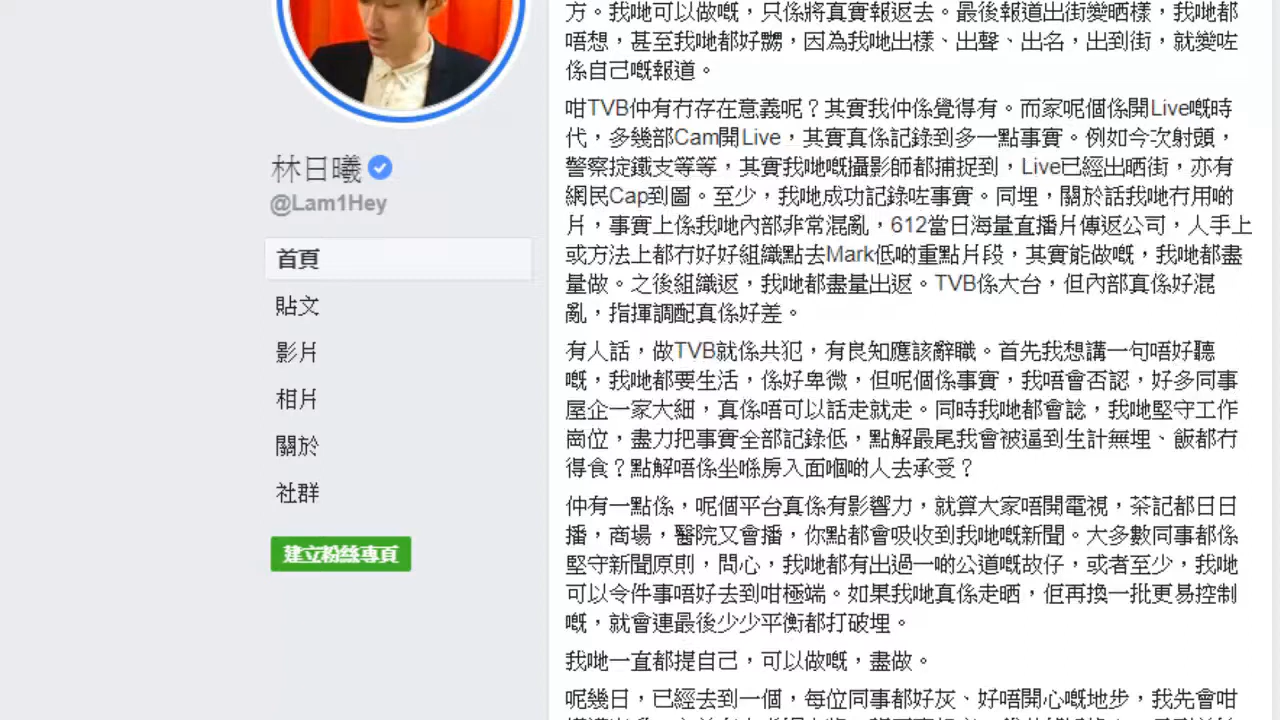 林日曦
@Lam1Hey
首頁
貼文
影片
相片
關於
社群
建立粉絲專頁
方。我哋可以做嘅，只係將真實報返去。最後報道出街變晒樣，我哋都
唔想，甚至我哋都好嬲，因為我哋出樣、出聲、出名，出到街，就變咗
係自己嘅報道。
咁TVB仲有冇存在意義呢？其實我仲係覺得有。而家呢個係開Live嘅時
代，多幾部Cam開Live，其實真係記錄到多一點事實。例如今次射頭，
警察掟鐵支等等，其實我哋嘅攝影師都捕捉到，Live已經出晒街，亦有
網民Cap到圖。至少，我哋成功記錄咗事實。同埋，關於話我哋冇用啲
片，事實上係我哋內部非常混亂，612當日海量直播片傳返公司，人手上
或方法上都冇好好組織點去Mark低啲重點片段，其實能做嘅，我哋都盡
量做。之後組織返，我哋都盡量出返。TVB係大台，但內部真係好混
亂，指揮調配真係好差。
有人話，做TVB就係共犯，有良知應該辭職。首先我想講一句唔好聽
嘅，我哋都要生活，係好卑微，但呢個係事實，我唔會否認，好多同事
屋企一家大細，真係唔可以話走就走。同時我哋都會諗，我哋堅守工作
崗位，盡力把事實全部記錄低，點解最尾我會被逼到生計無埋、飯都冇
得食？點解唔係坐喺房入面嗰啲人去承受？
仲有一點係，呢個平台真係有影響力，就算大家唔開電視，茶記都日日
播，商場，醫院又會播，你點都會吸收到我哋嘅新聞。大多數同事都係
堅守新聞原則，問心，我哋都有出過一啲公道嘅故仔，或者至少，我哋
可以令件事唔好去到咁極端。如果我哋真係走晒，佢再換一批更易控制
嘅，就會連最後少少平衡都打破埋。
我哋一直都提自己，可以做嘅，盡做。
呢幾日，已經去到一個，每位同事都好灰、好唔開心嘅地步，我先會咁